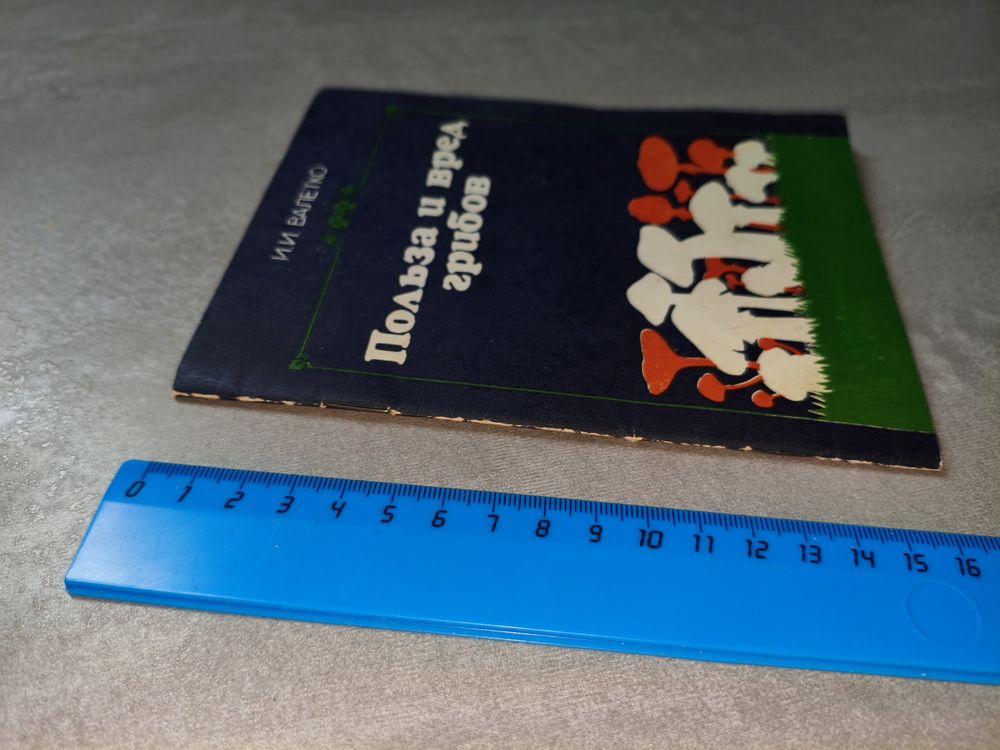 И.И. ВАЛЕТКО
Польза и вред
грибов
0 1 2 3 4 5 6 7 8 9 10 11 12 13 14 15 16